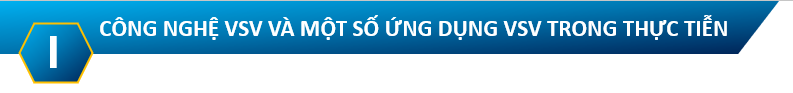 CÔNG NGHỆ VSV VÀ MỘT SỐ ỨNG DỤNG VSV TRONG THỰC TIỄN
I